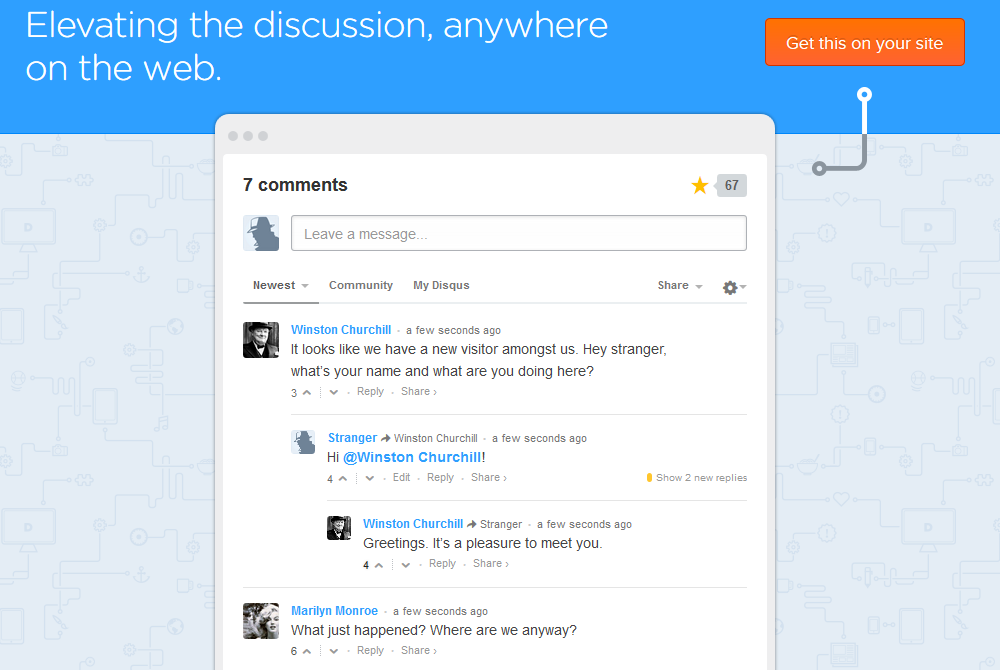 Elevating the discussion, anywhere
on the web.
Get this on your site
7 comments
67
Leave a message...
Newest Community My Disqus Share
Winston Churchill · a few seconds ago
It looks like we have a new visitor amongst us. Hey stranger,
what's your name and what are you doing here?
3 · Reply · Share ›
Stranger Winston Churchill · a few seconds ago
Hi @Winston Churchill!
4 · Edit · Reply · Share ›
Show 2 new replies
Winston Churchill Stranger · a few seconds ago
Greetings. It's a pleasure to meet you.
4 · Reply · Share ›
Marilyn Monroe · a few seconds ago
What just happened? Where are we anyway?
6 · Reply · Share ›